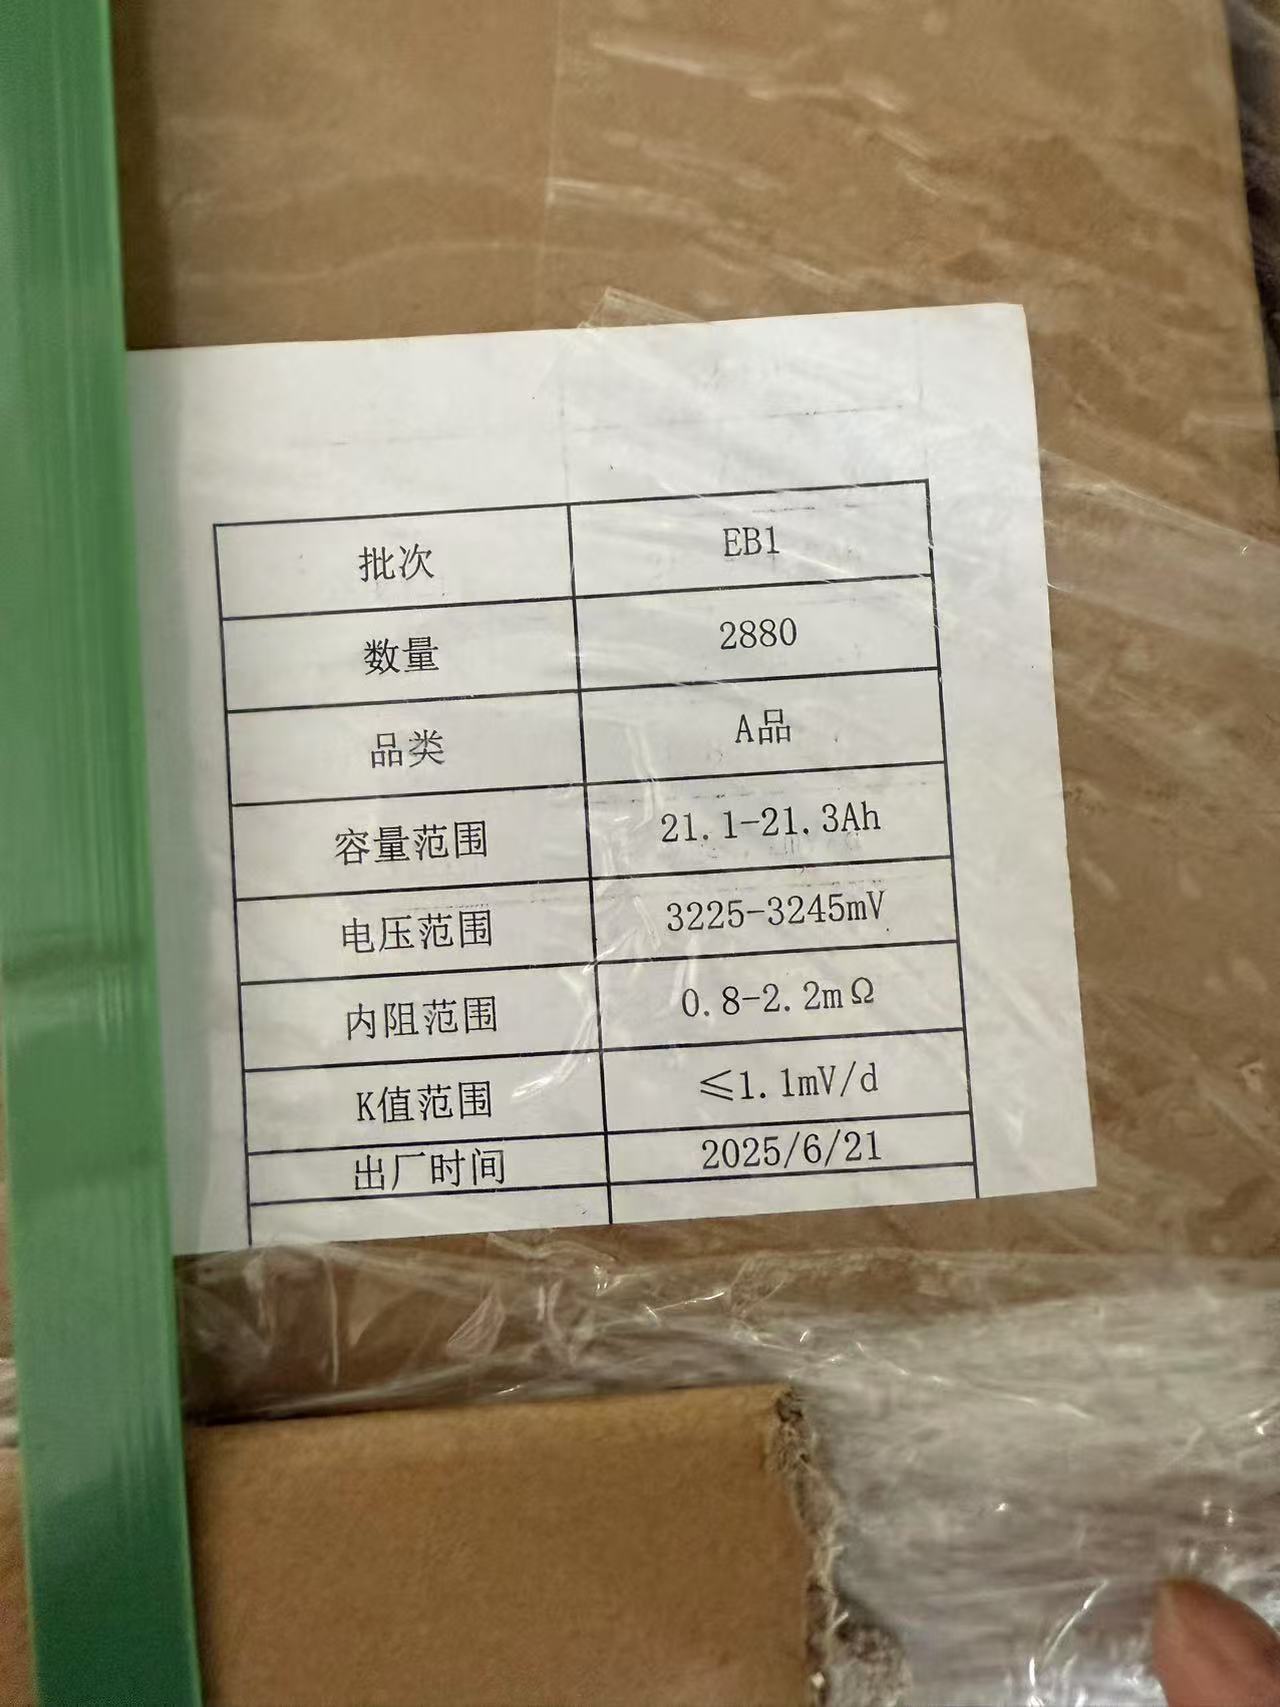 批次 EB1
数量 2880
品类 A品
容量范围 21.1-21.3Ah
电压范围 3225-3245mV
内阻范围 0.8-2.2mΩ
K值范围 ≤1.1mV/d
出厂时间 2025/6/21